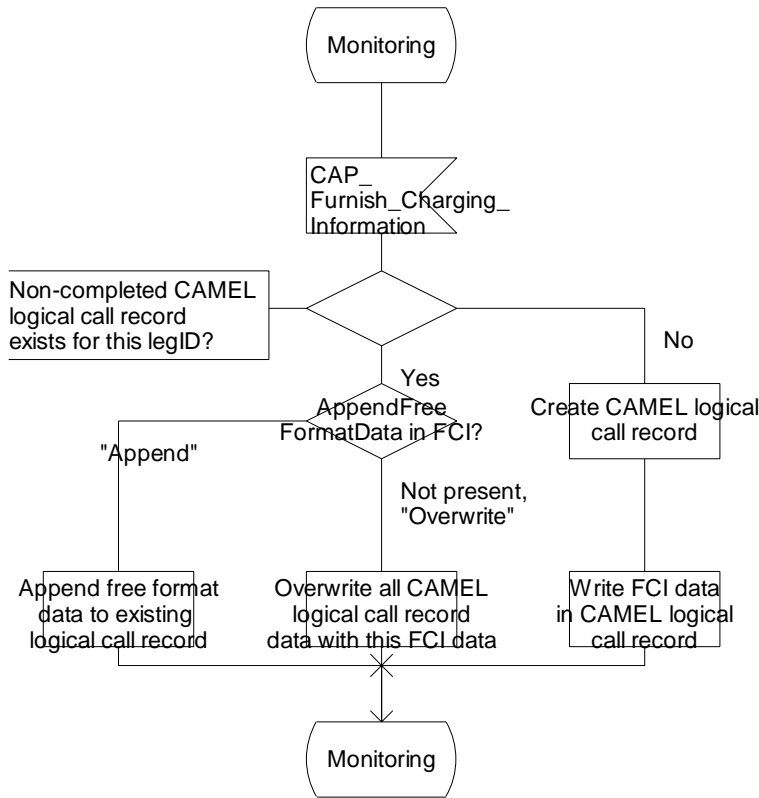 Monitoring
CAP_
Furnish_Charging_
Information
Non-completed CAMEL
logical call record
exists for this legID?
No
Yes
AppendFree
FormatData in FCI?
Create CAMEL logical
call record
"Append"
Not present,
"Overwrite"
Append free format
data to existing
logical call record
Overwrite all CAMEL
logical call record
data with this FCI data
Write FCI data
in CAMEL logical
call record
Monitoring